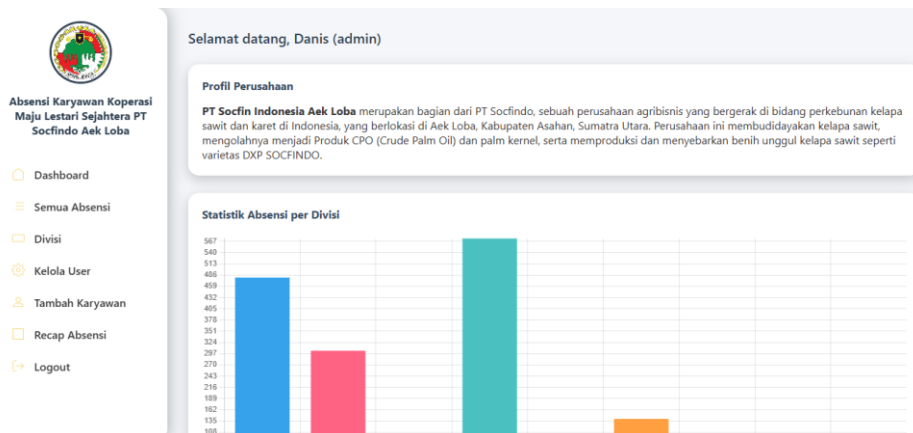 Absensi Karyawan Koperasi
Maju Lestari Sejahtera PT
Socfindo Aek Loba
Dashboard
Semua Absensi
Divisi
Kelola User
Tambah Karyawan
Recap Absensi
Logout
Selamat datang, Danis (admin)
Profil Perusahaan
PT Socfin Indonesia Aek Loba merupakan bagian dari PT Socfindo, sebuah perusahaan agribisnis yang bergerak di bidang perkebunan kelapa
sawit dan karet di Indonesia, yang berlokasi di Aek Loba, Kabupaten Asahan, Sumatra Utara. Perusahaan ini membudidayakan kelapa sawit,
mengolahnya menjadi Produk CPO (Crude Palm Oil) dan palm kernel, serta memproduksi dan menyebarkan benih unggul kelapa sawit seperti
varietas DXP SOCFINDO.
Statistik Absensi per Divisi
567
540
513
486
459
432
405
378
351
324
297
270
243
216
189
162
135
108